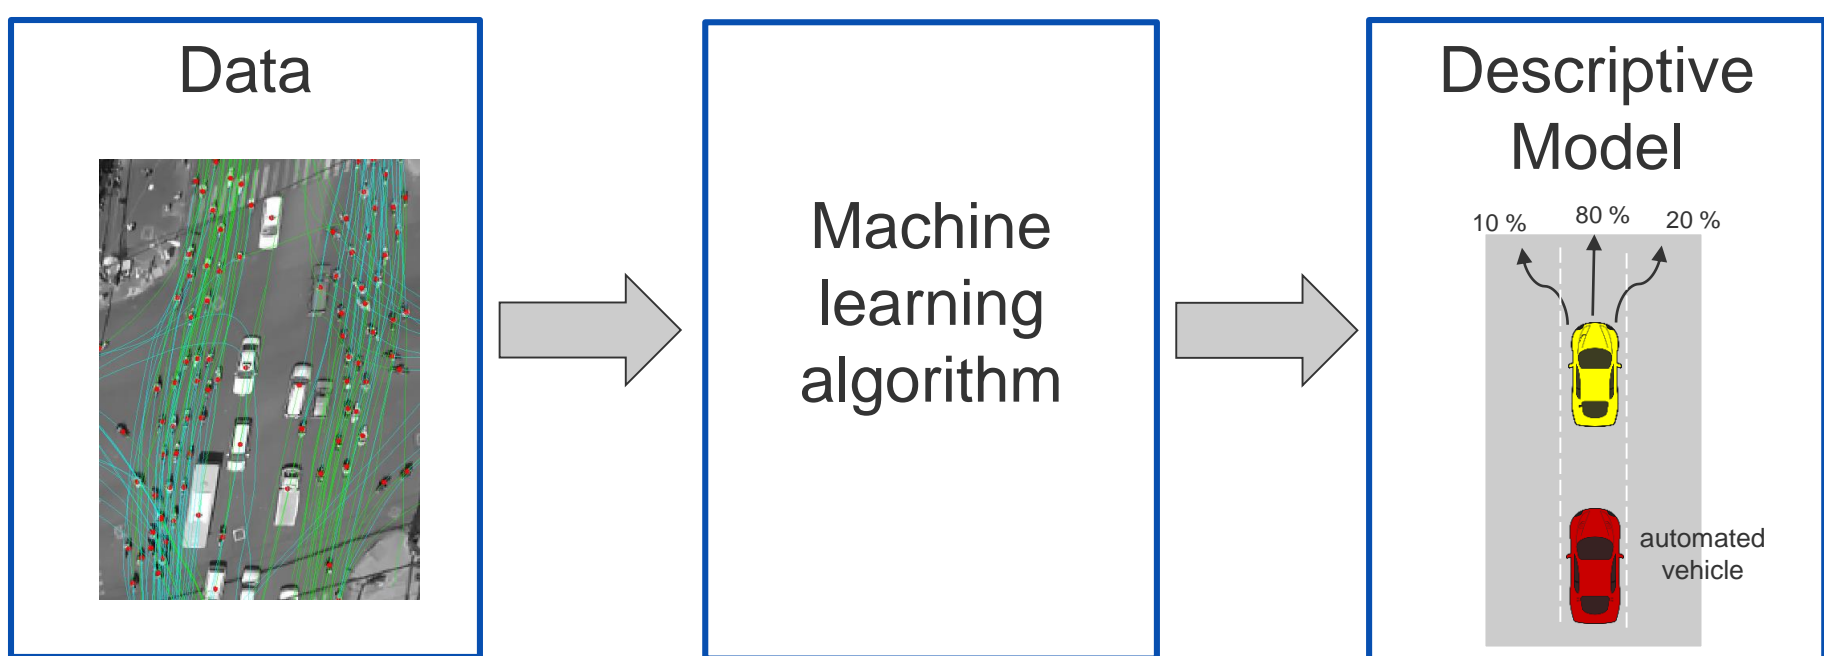 Data
Machine
learning
algorithm
Descriptive
Model
10 %
80 %
20 %
automated
vehicle